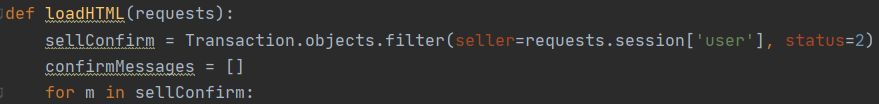 def loadHTML(requests):
    sellConfirm = Transaction.objects.filter(seller=requests.session['user'], status=2)
    confirmMessages = []
    for m in sellConfirm: